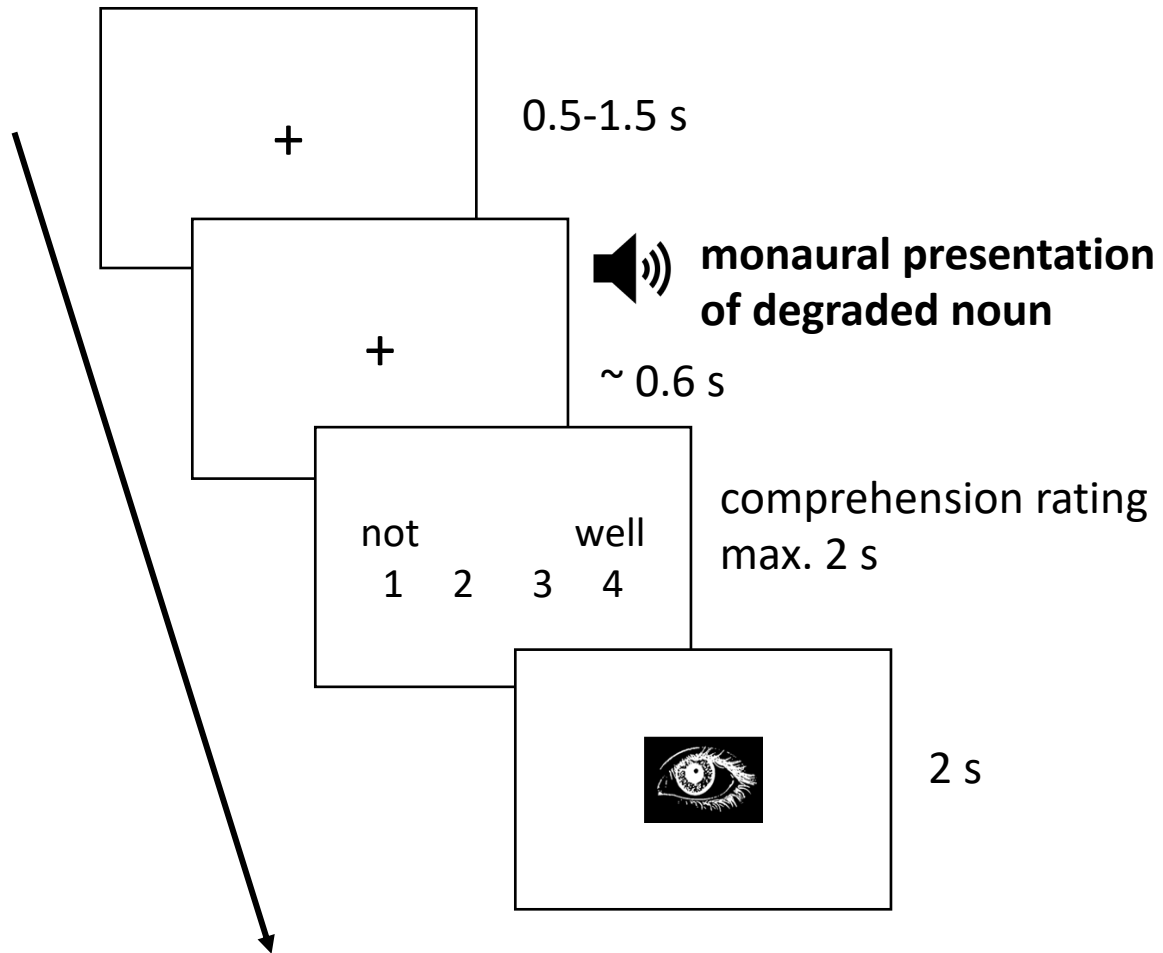 +
0.5-1.5 s
monaural presentation
of degraded noun
+
~ 0.6 s
comprehension rating
max. 2 s
not well
1 2 3 4
2 s